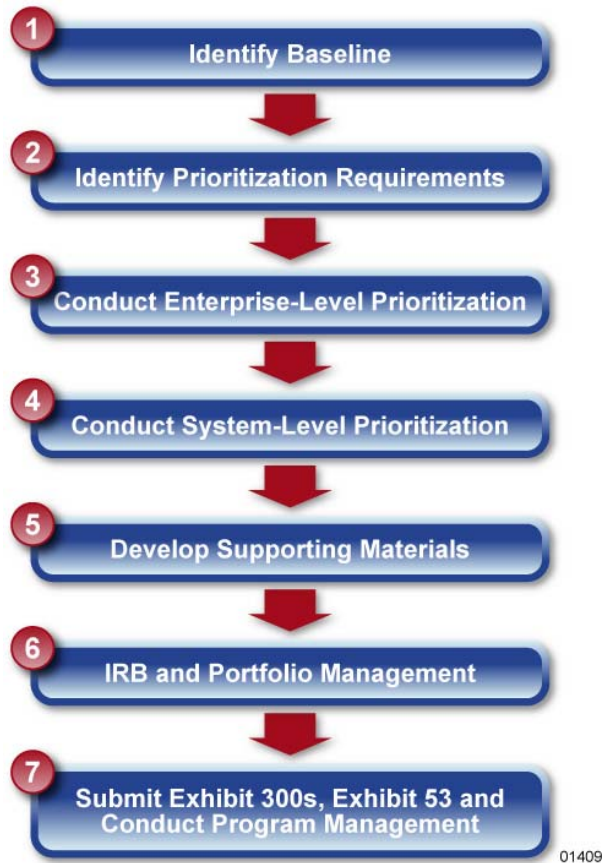 1
Identify Baseline
2
Identify Prioritization Requirements
3
Conduct Enterprise-Level Prioritization
4
Conduct System-Level Prioritization
5
Develop Supporting Materials
6
IRB and Portfolio Management
7
Submit Exhibit 300s, Exhibit 53 and
Conduct Program Management
01409